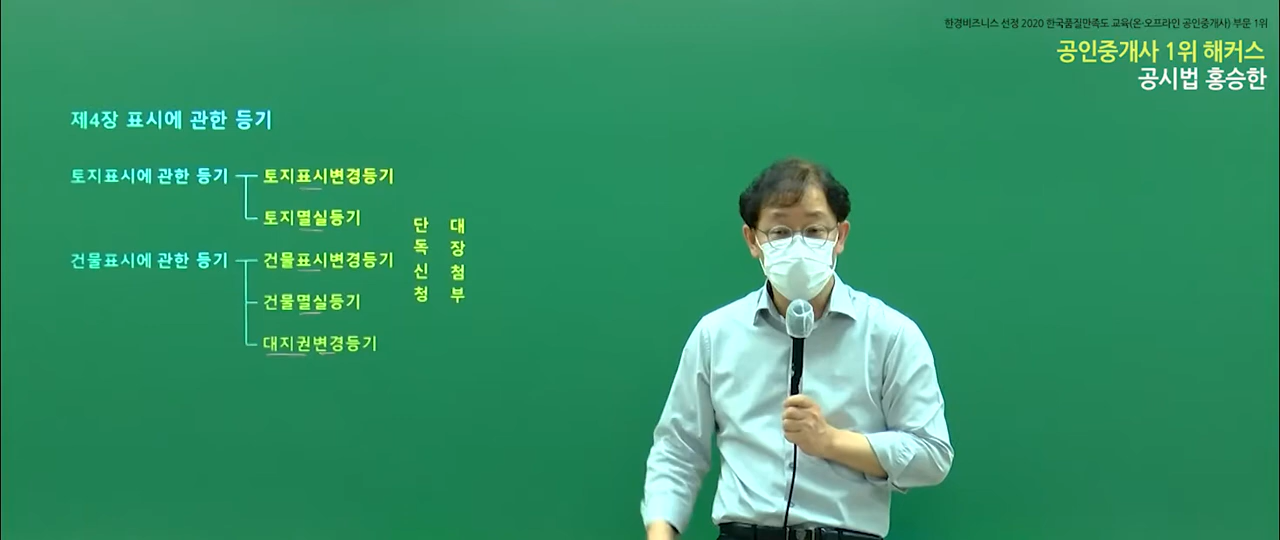 한경비즈니스 선정 2020 한국품질만족도 교육(온·오프라인 공인중개사) 부문 1위
공인중개사 1위 해커스
공시법 홍승한
제4장 표시에 관한 등기
토지표시에 관한 등기
토지표시변경등기
토지멸실등기
건물표시에 관한 등기
건물표시변경등기
건물멸실등기
대지권변경등기
단독신청
대장첨부